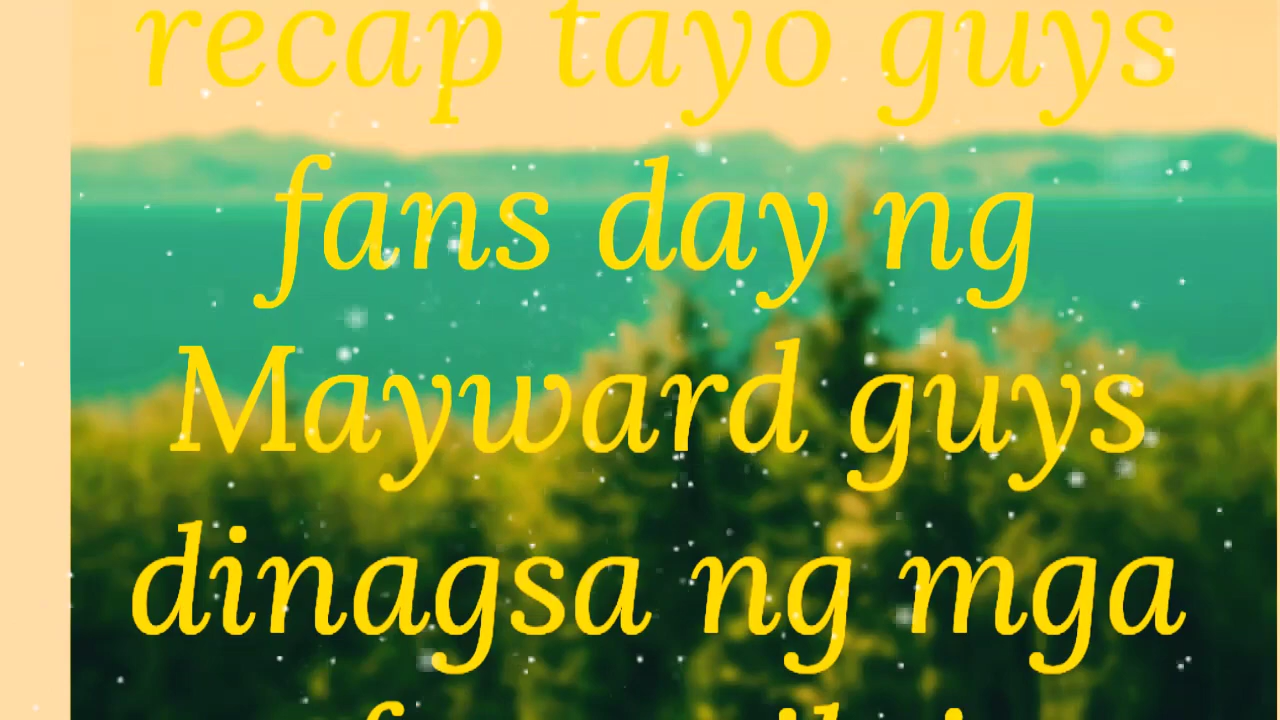 recap tayo guys
fans day ng
Mayward guys
dinagsa ng mga